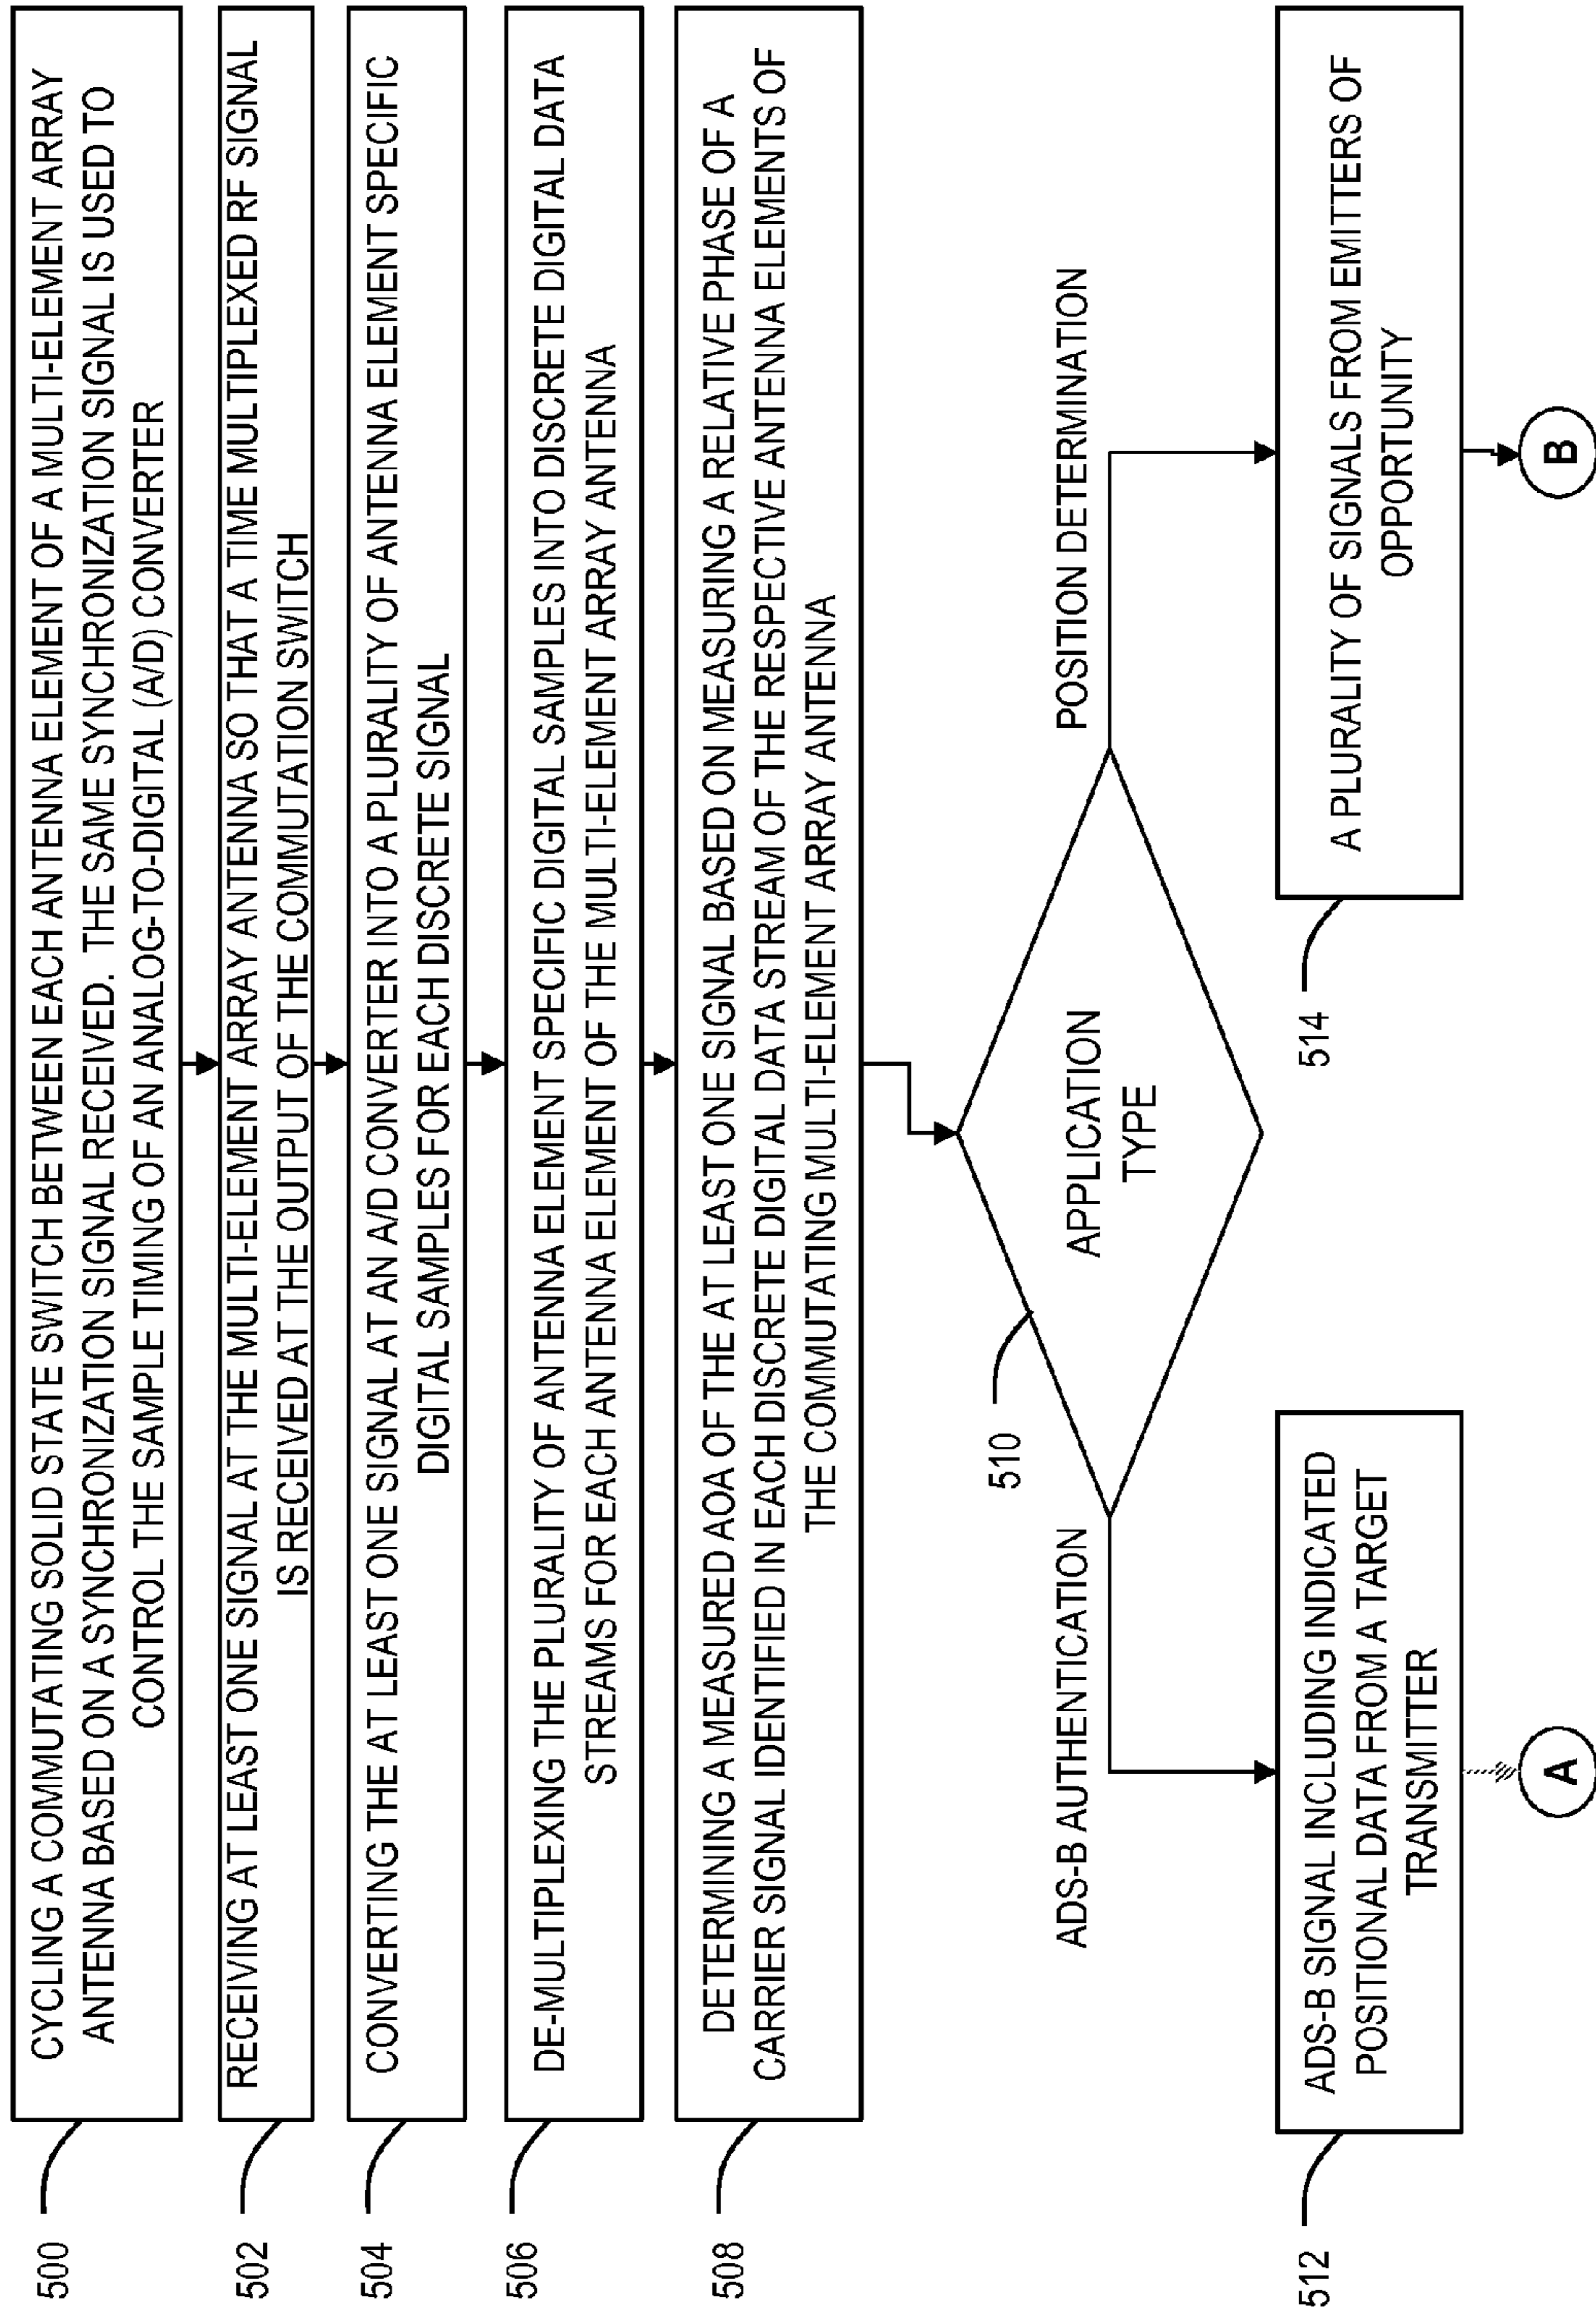 500
CYCLING A COMMUTATING SOLID STATE SWITCH BETWEEN EACH ANTENNA ELEMENT OF A MULTI-ELEMENT ARRAY
ANTENNA BASED ON A SYNCHRONIZATION SIGNAL RECEIVED. THE SAME SYNCHRONIZATION SIGNAL IS USED TO
CONTROL THE SAMPLE TIMING OF AN ANALOG-TO-DIGITAL (A/D) CONVERTER
502
RECEIVING AT LEAST ONE SIGNAL AT THE MULTI-ELEMENT ARRAY ANTENNA SO THAT A TIME MULTIPLEXED RF SIGNAL
IS RECEIVED AT THE OUTPUT OF THE COMMUTATION SWITCH
504
CONVERTING THE AT LEAST ONE SIGNAL AT AN A/D CONVERTER INTO A PLURALITY OF ANTENNA ELEMENT SPECIFIC
DIGITAL SAMPLES FOR EACH DISCRETE SIGNAL
506
DE-MULTIPLEXING THE PLURALITY OF ANTENNA ELEMENT SPECIFIC DIGITAL SAMPLES INTO DISCRETE DIGITAL DATA
STREAMS FOR EACH ANTENNA ELEMENT OF THE MULTI-ELEMENT ARRAY ANTENNA
508
DETERMINING A MEASURED AOA OF THE AT LEAST ONE SIGNAL BASED ON MEASURING A RELATIVE PHASE OF A
CARRIER SIGNAL IDENTIFIED IN EACH DISCRETE DIGITAL DATA STREAM OF THE RESPECTIVE ANTENNA ELEMENTS OF
THE COMMUTATING MULTI-ELEMENT ARRAY ANTENNA
510
APPLICATION
TYPE
ADS-B AUTHENTICATION
POSITION DETERMINATION
512
ADS-B SIGNAL INCLUDING INDICATED
POSITIONAL DATA FROM A TARGET
TRANSMITTER
514
A PLURALITY OF SIGNALS FROM EMITTERS OF
OPPORTUNITY
A
B